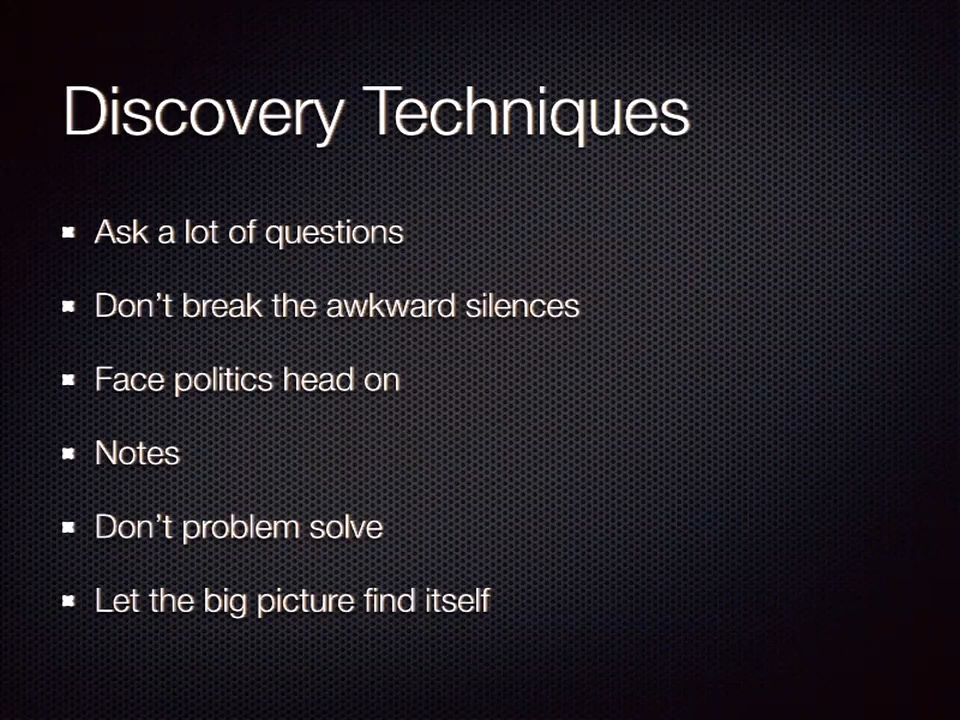 Discovery Techniques
Ask a lot of questions
Don’t break the awkward silences
Face politics head on
Notes
Don’t problem solve
Let the big picture find itself